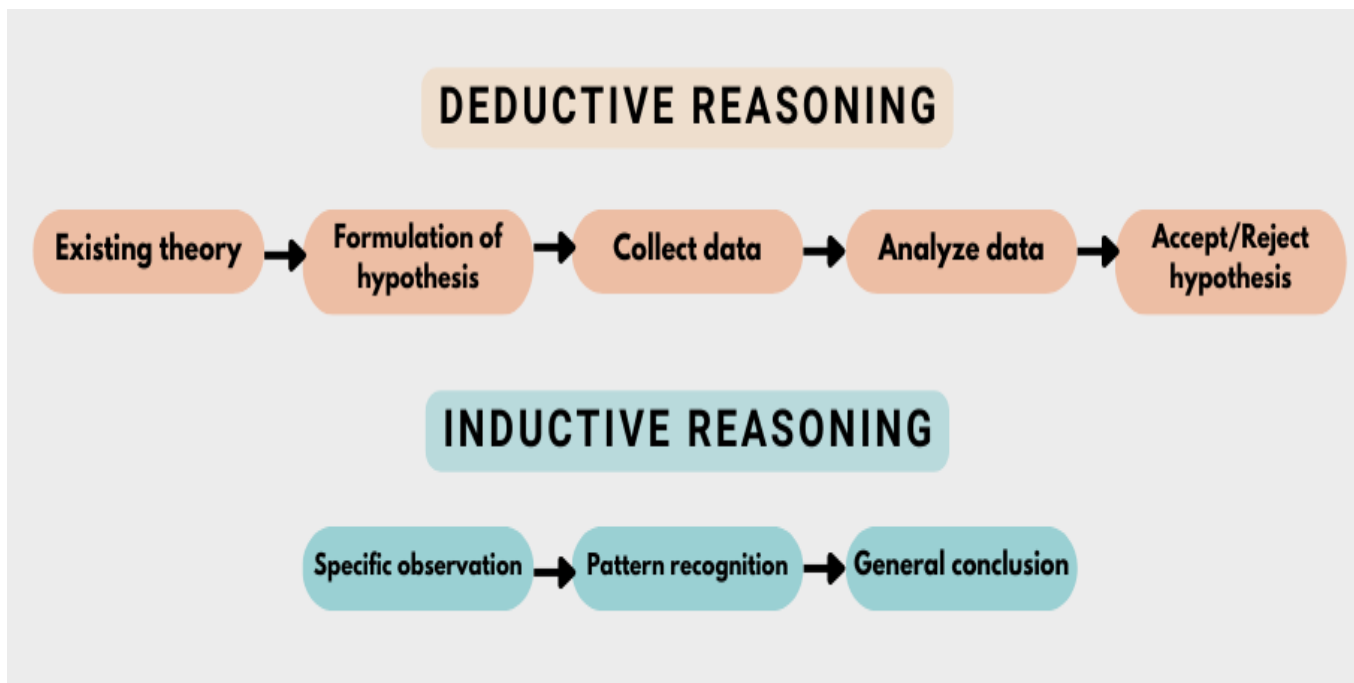 DEDUCTIVE REASONING
Existing theory
Formulation of
hypothesis
Collect data
Analyze data
Accept/Reject
hypothesis
INDUCTIVE REASONING
Specific observation
Pattern recognition
General conclusion